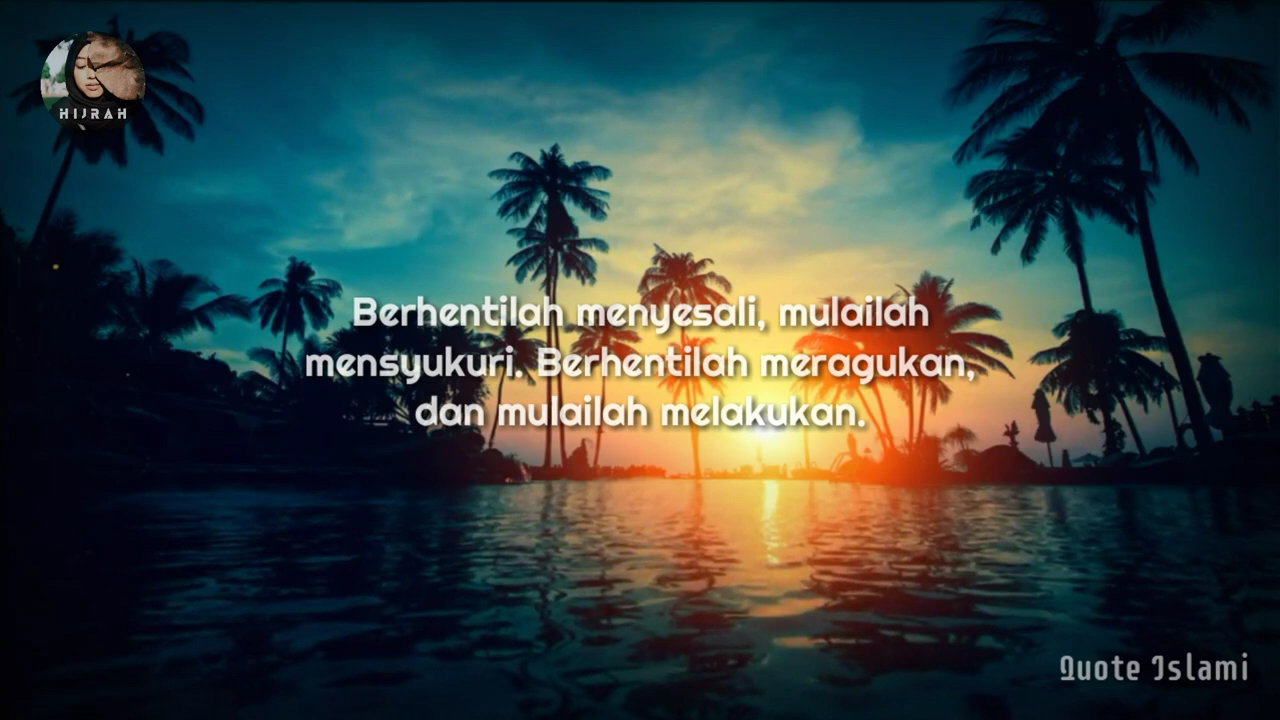 HIJRAH
Berhentilah menyesali, mulailah
mensyukuri. Berhentilah meragukan,
dan mulailah melakukan.
Quote Islami